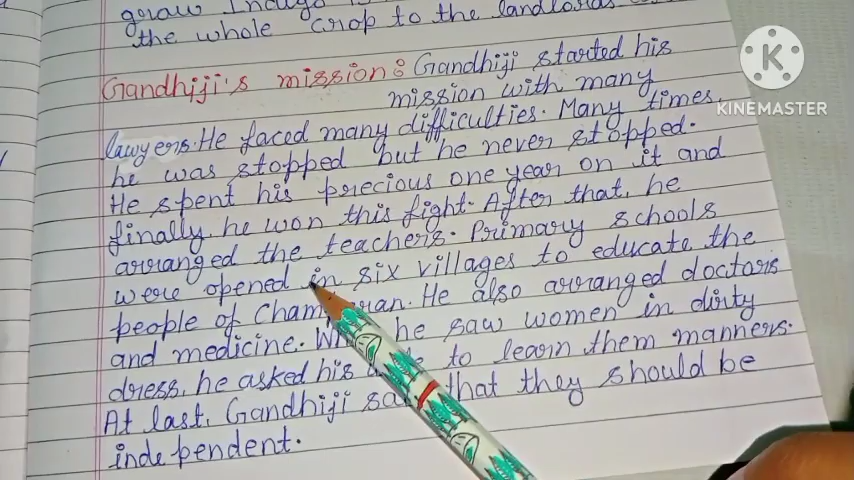 graw Indigo
the whole crop to the landlords
Gandhiji's mission: Gandhiji started his
mission with many
lawyers. He faced many difficulties. Many times,
he was stopped but he never stopped.
He spent his precious one year on it and
finally, he won this fight. After that, he
arranged the teachers. Primary schools
were opened in six villages to educate the
people of Cham ran. He also arranged doctors
and medicine. he saw women in dirty
dress, he asked his to learn them manners.
At last, Gandhiji sa that they should be
independent.
K
KINEMASTER